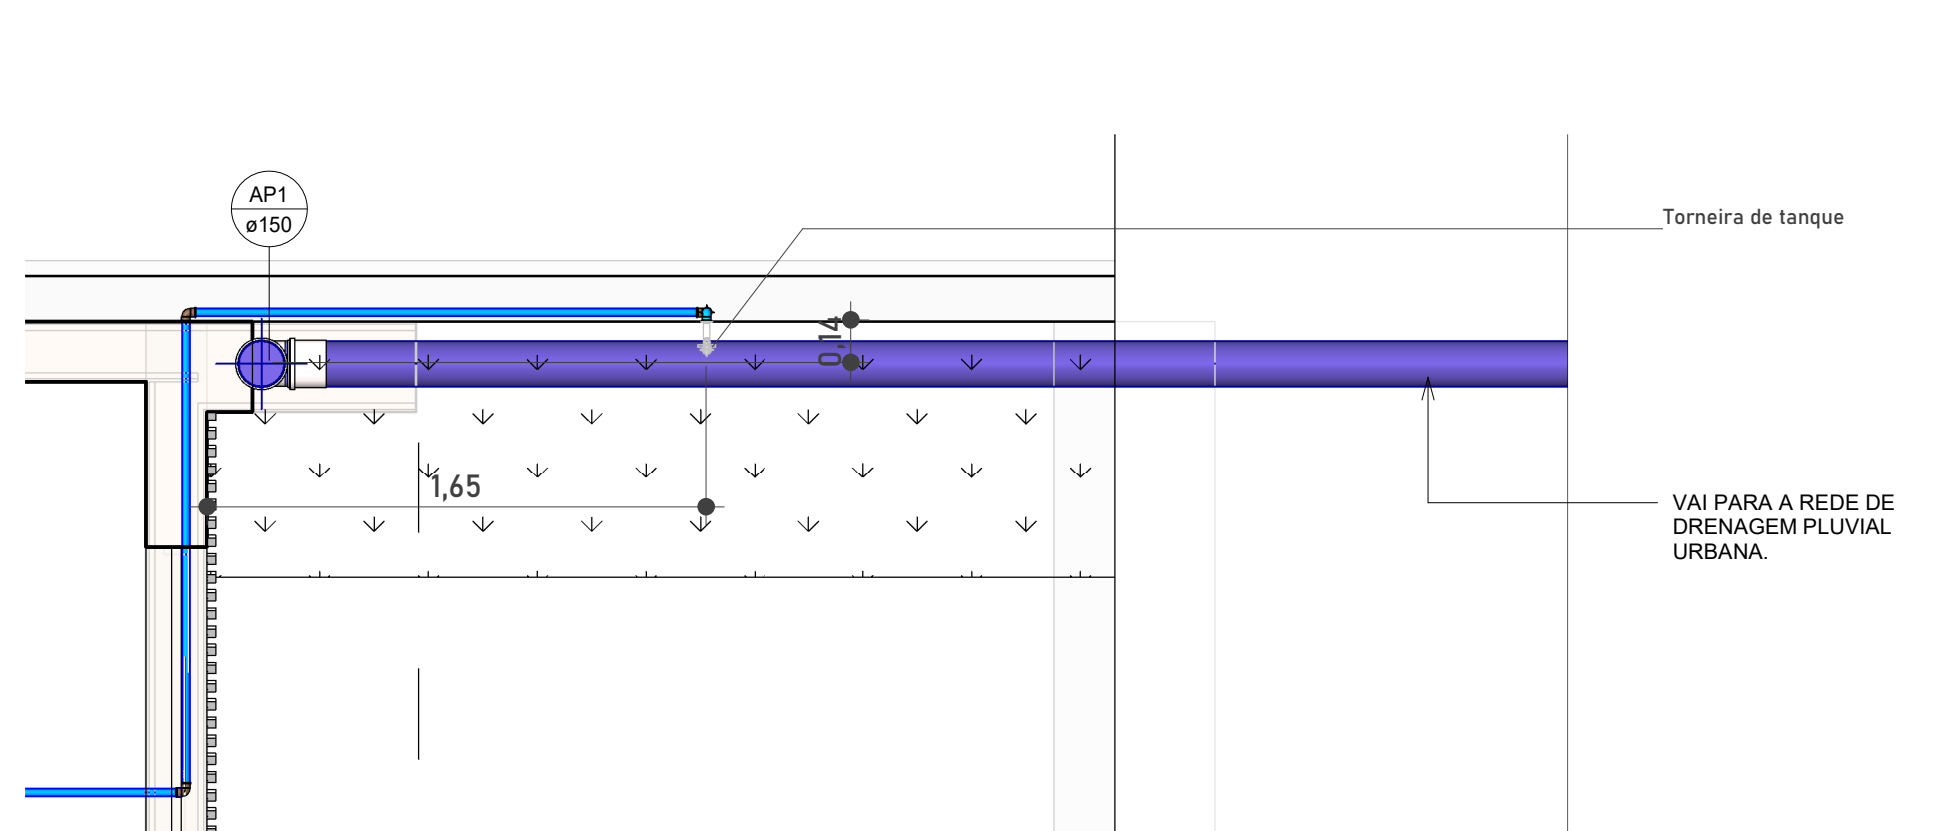 AP1
ø150
Torneira de tanque
0,14
1,65
VAI PARA A REDE DE
DRENAGEM PLUVIAL
URBANA.